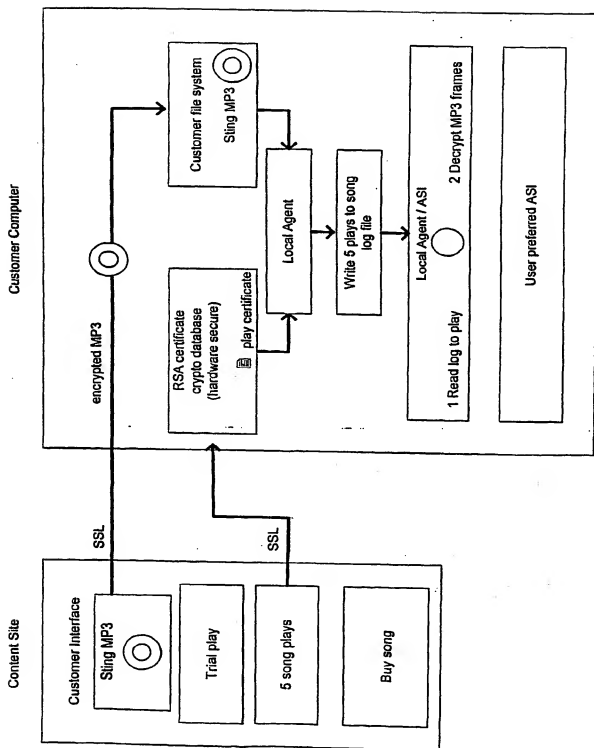 Content Site
Customer Interface
Sting MP3
Trial play
5 song plays
Buy song
SSL
encrypted MP3
SSL
Customer Computer
RSA certificate
crypto database
(hardware secure)
play certificate
Customer file system
Sting MP3
Local Agent
Write 5 plays to song
log file
Local Agent / ASI
1 Read log to play
2 Decrypt MP3 frames
User preferred ASI